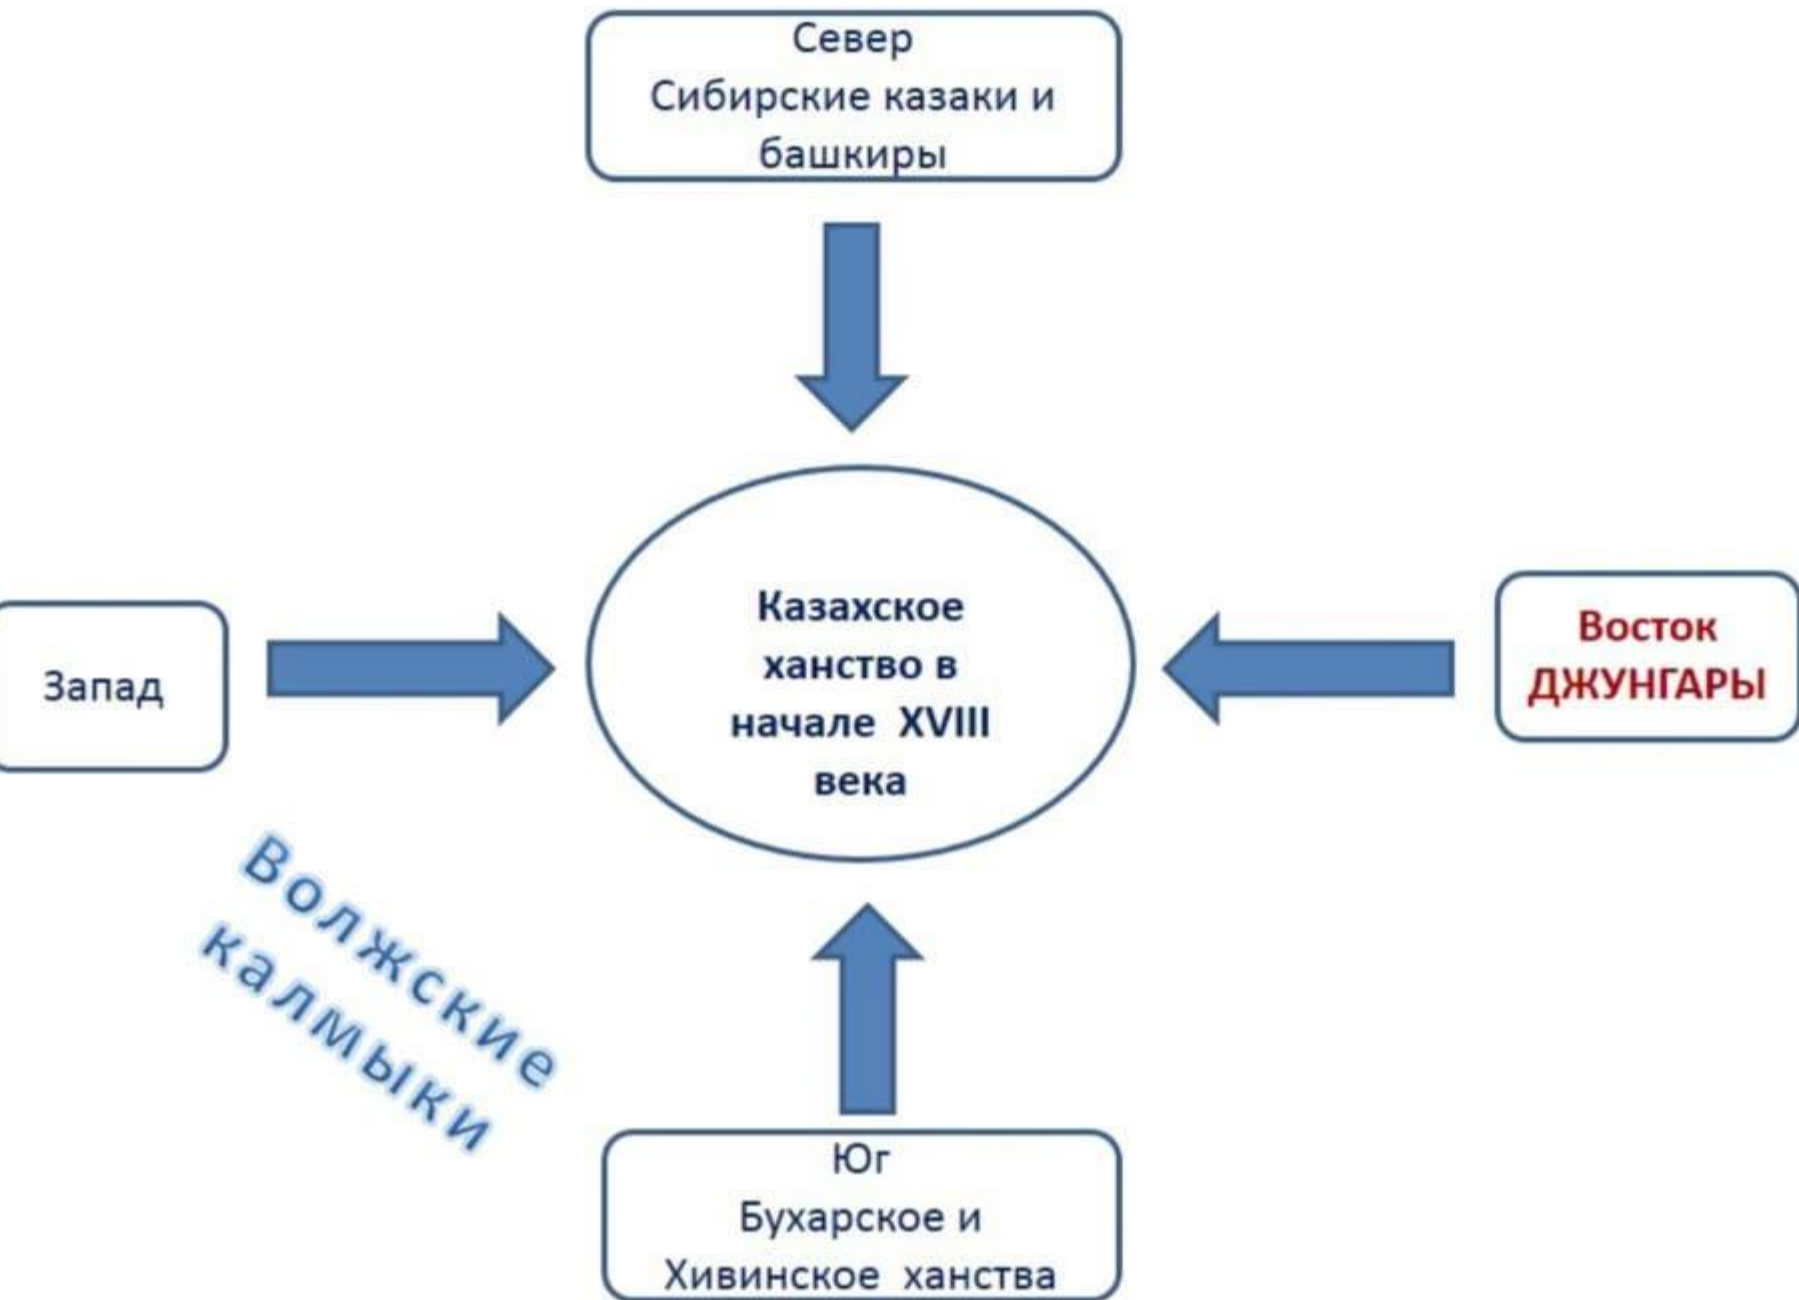 Север
Сибирские казаки и
башкиры
Казахское
ханство в
начале XVIII
века
Запад
Восток
ДЖУНГАРЫ
Волжские
калмыки
Юг
Бухарское и
Хивинское ханства